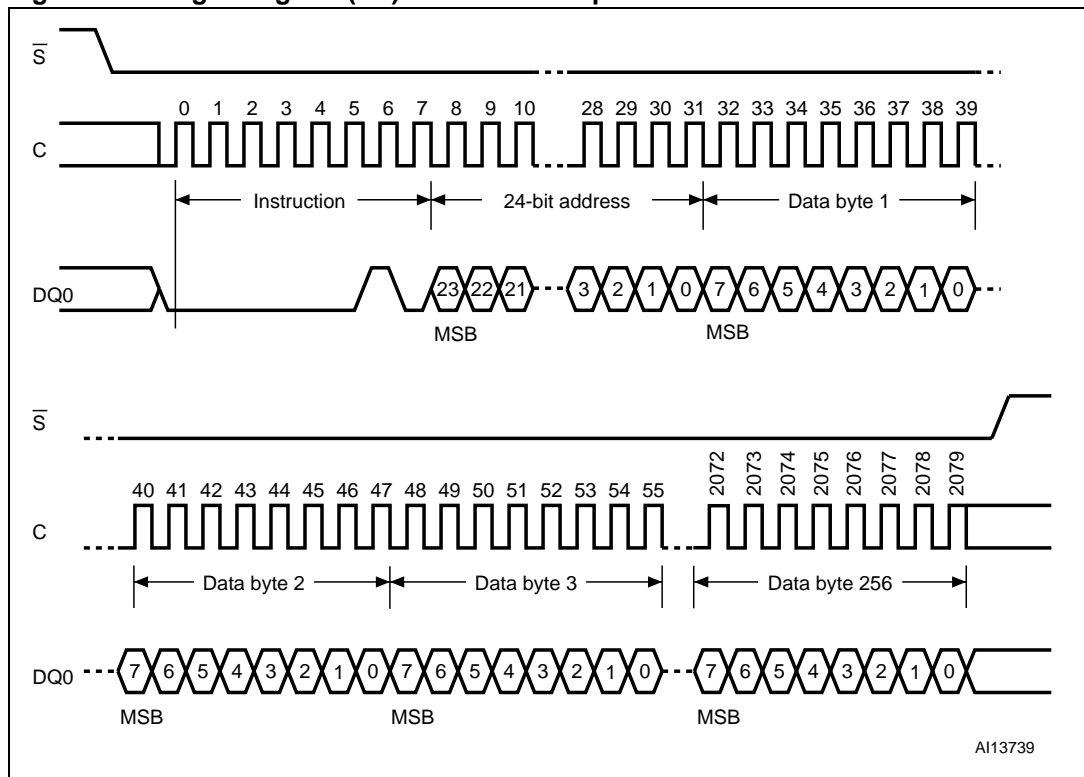 S
0 1 2 3 4 5 6 7 8 9 10 28 29 30 31 32 33 34 35 36 37 38 39
C
Instruction 24-bit address Data byte 1
DQ0 23 22 21 3 2 1 0 7 6 5 4 3 2 1 0
MSB MSB
S
40 41 42 43 44 45 46 47 48 49 50 51 52 53 54 55 2072 2073 2074 2075 2076 2077 2078 2079
C
Data byte 2 Data byte 3 Data byte 256
DQ0 7 6 5 4 3 2 1 0 7 6 5 4 3 2 1 0 7 6 5 4 3 2 1 0
MSB MSB MSB
AI13739